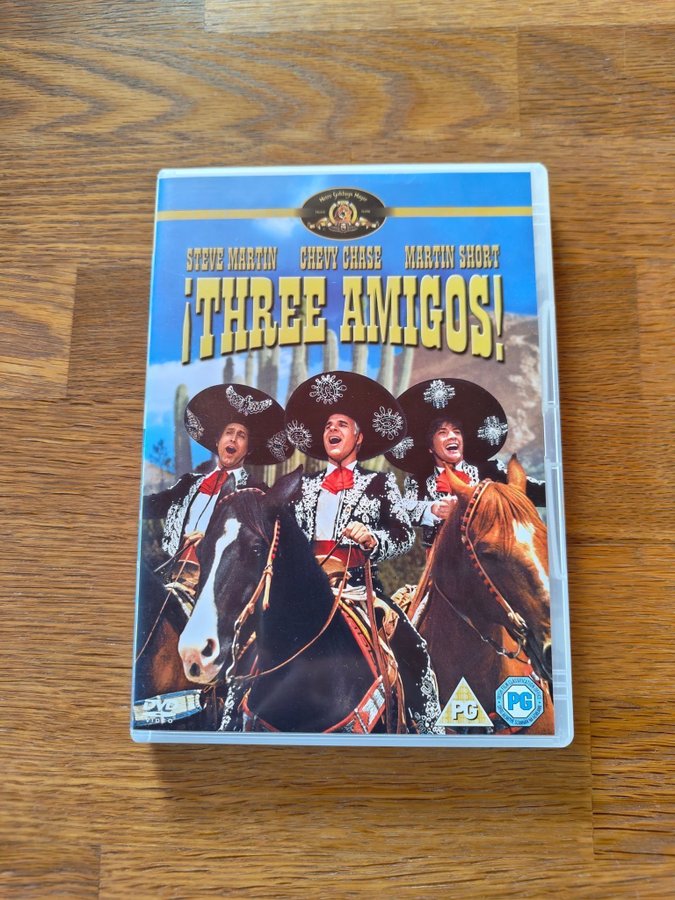 Metro Goldwyn Mayer
STEVE MARTIN CHEVY CHASE MARTIN SHORT
¡THREE AMIGOS!
DVD
VIDEO
PG
PG